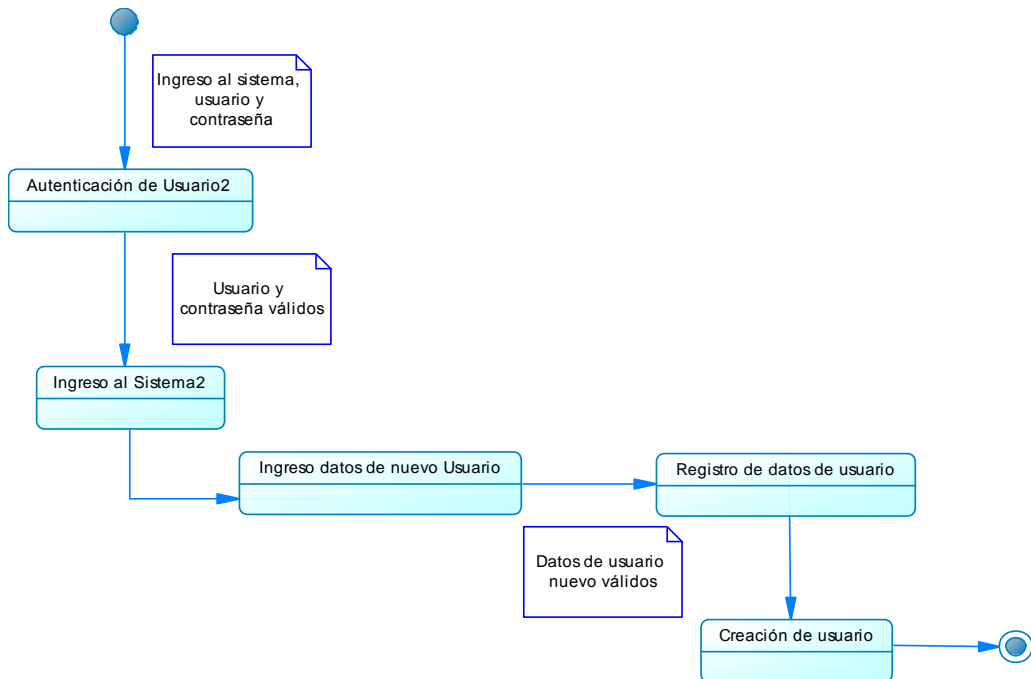 Ingreso al sistema,
usuario y
contraseña
Autenticación de Usuario2
Usuario y
contraseña válidos
Ingreso al Sistema2
Ingreso datos de nuevo Usuario
Registro de datos de usuario
Datos de usuario
nuevo válidos
Creación de usuario